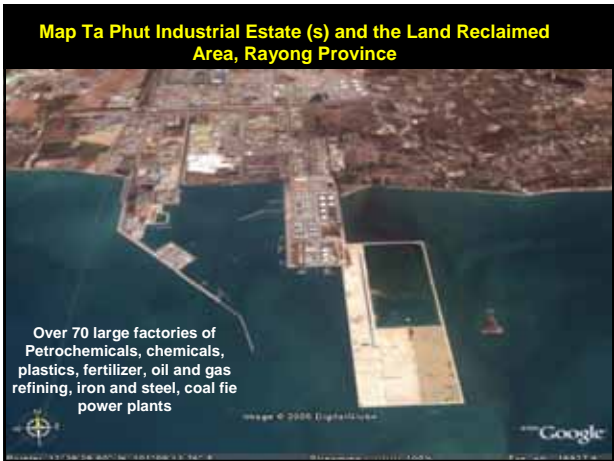 Map Ta Phut Industrial Estate (s) and the Land Reclaimed
Area, Rayong Province
Over 70 large factories of
Petrochemicals, chemicals,
plastics, fertilizer, oil and gas
refining, iron and steel, coal fie
power plants
Image © 2006 DigitalGlobe
Google